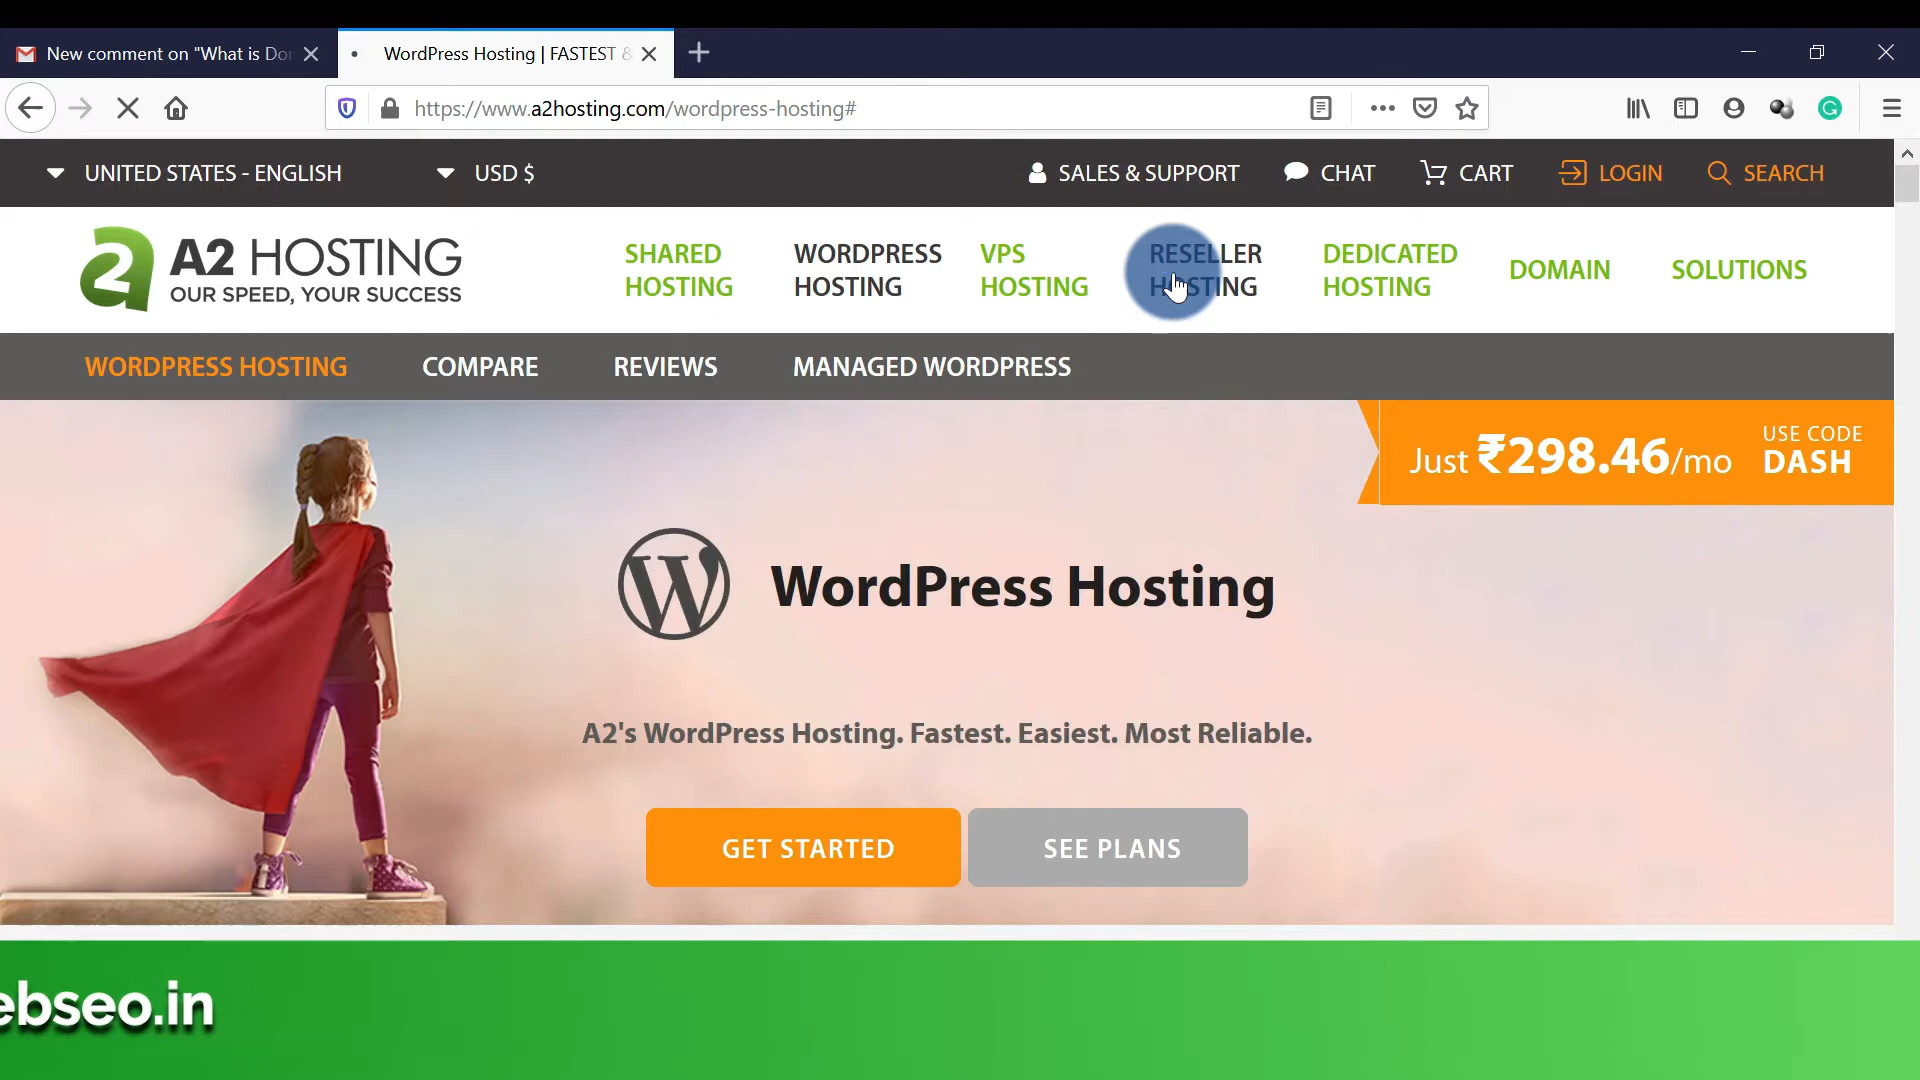 New comment on "What is Do
WordPress Hosting | FASTEST &
https://www.a2hosting.com/wordpress-hosting#
UNITED STATES - ENGLISH
USD $
SALES & SUPPORT
CHAT
CART
LOGIN
SEARCH
A2 HOSTING
OUR SPEED, YOUR SUCCESS
SHARED
HOSTING
WORDPRESS
HOSTING
VPS
HOSTING
RESELLER
HOSTING
DEDICATED
HOSTING
DOMAIN
SOLUTIONS
WORDPRESS HOSTING
COMPARE
REVIEWS
MANAGED WORDPRESS
Just ₹298.46/mo
USE CODE
DASH
WordPress Hosting
A2's WordPress Hosting. Fastest. Easiest. Most Reliable.
GET STARTED
SEE PLANS
ebseo.in